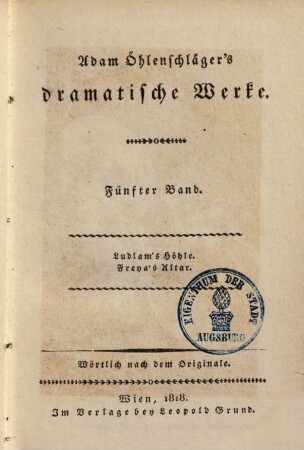 Adam Öhlenschläger's
dramatische Werke.
Fünfter Band.
Ludlam's Höhle.
Freya's Altar.
EIGENTRUM DER STADT
AUGSBURG
Wörtlich nach dem Originale.
Wien, 1818.
Im Verlage bey Leopold Grund.